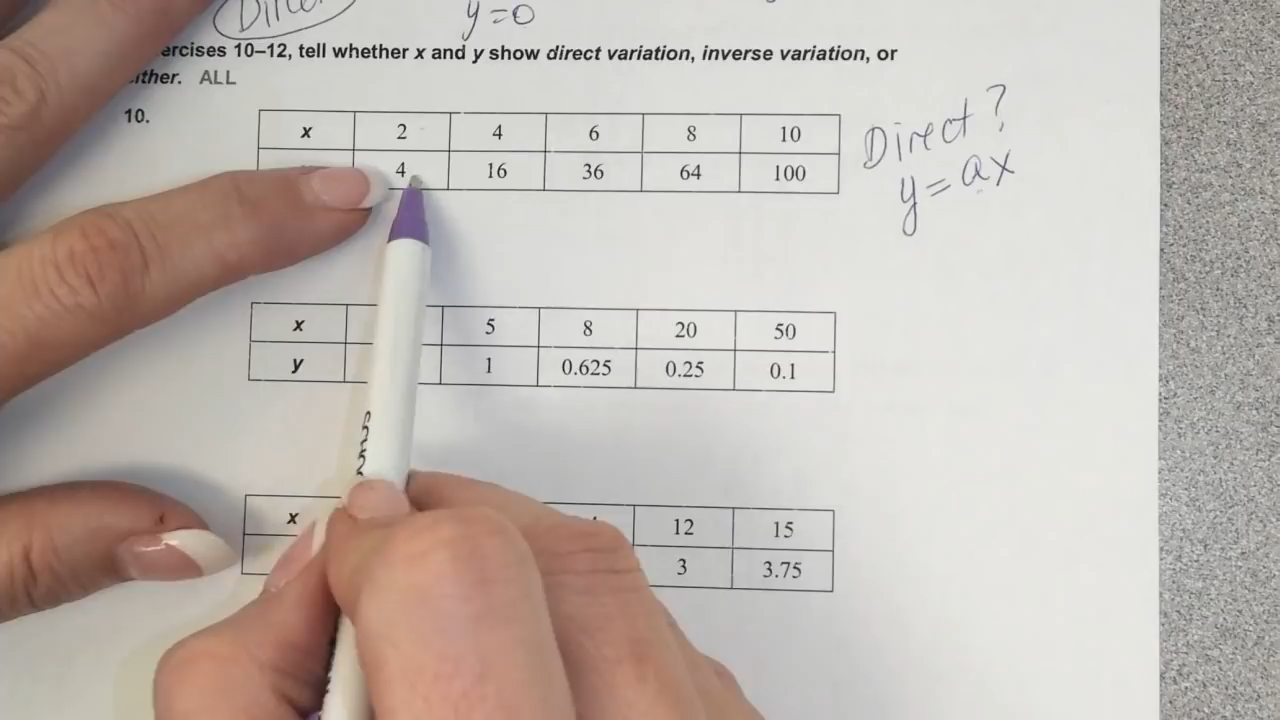 y=0
ercises 10–12, tell whether x and y show direct variation, inverse variation, or
ither. ALL
10.
x 2 4 6 8 10
4 16 36 64 100
Direct?
y=ax
x 5 8 20 50
y 1 0.625 0.25 0.1
x 12 15
3 3.75